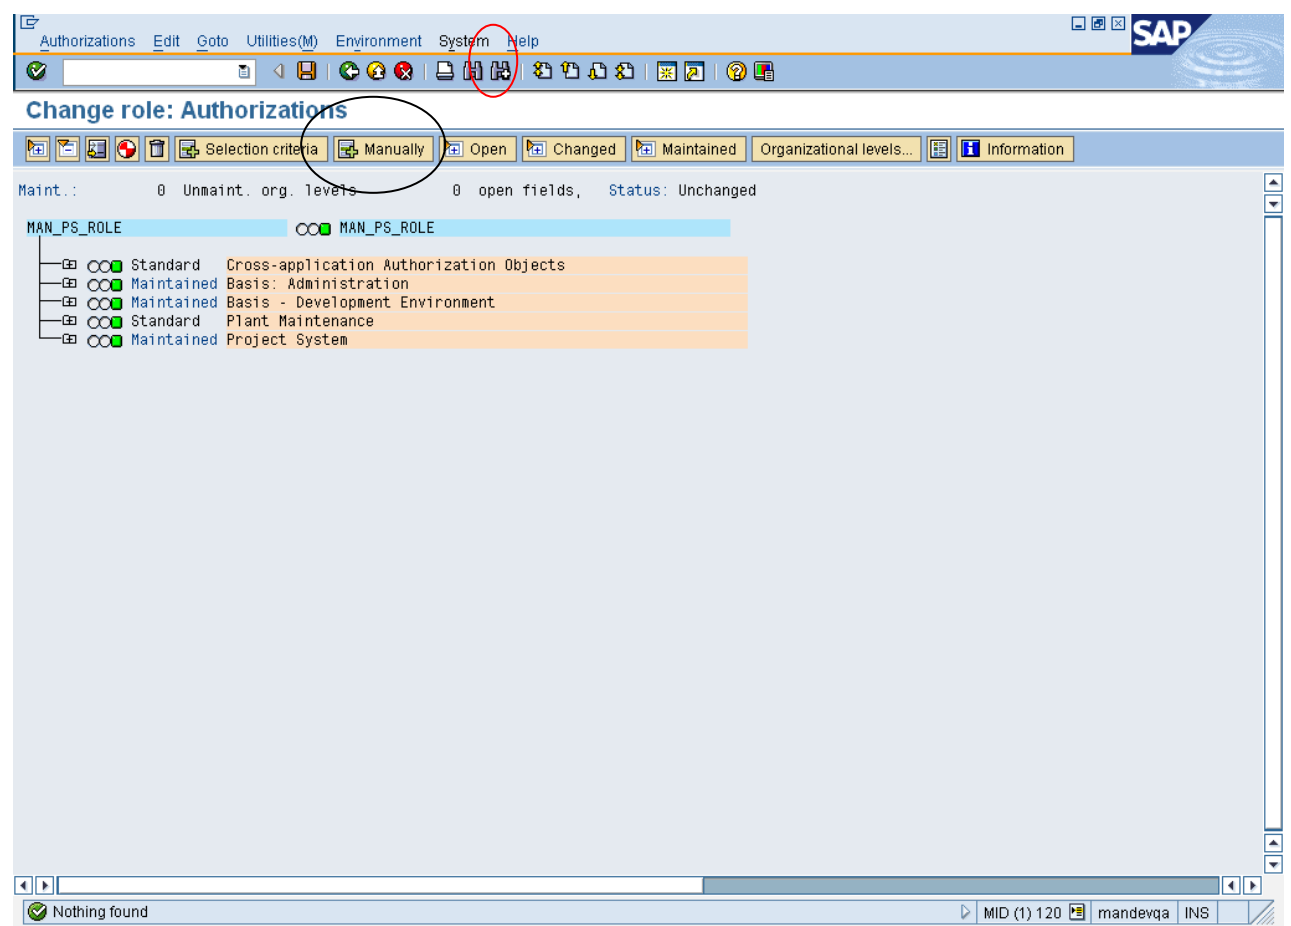 Authorizations Edit Goto Utilities(M) Environment System Help
SAP
Change role: Authorizations
Selection criteria Manually Open Changed Maintained Organizational levels... Information
Maint.: 0 Unmaint. org. levels 0 open fields, Status: Unchanged
MAN_PS_ROLE MAN_PS_ROLE
Standard Cross-application Authorization Objects
Maintained Basis: Administration
Maintained Basis - Development Environment
Standard Plant Maintenance
Maintained Project System
Nothing found MID (1) 120 mandevqa INS